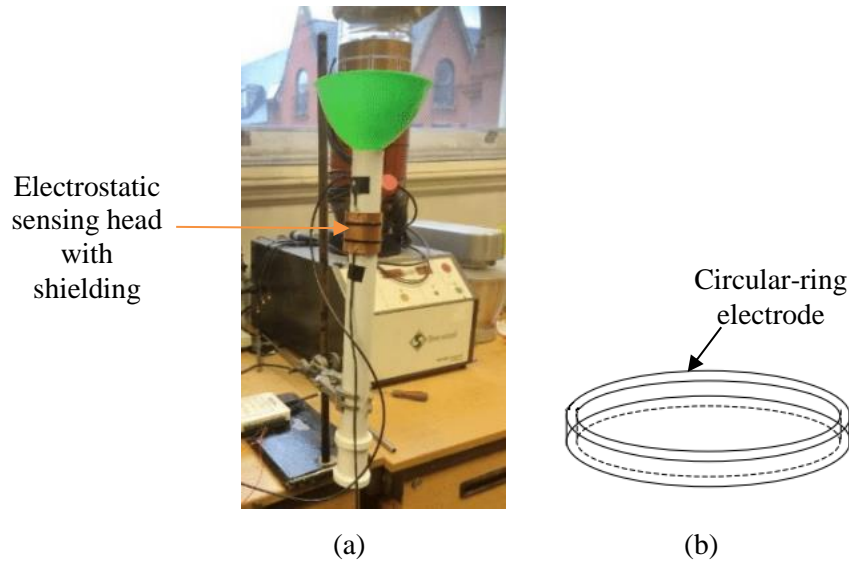 Electrostatic
sensing head
with
shielding
Circular-ring
electrode
(a)
(b)